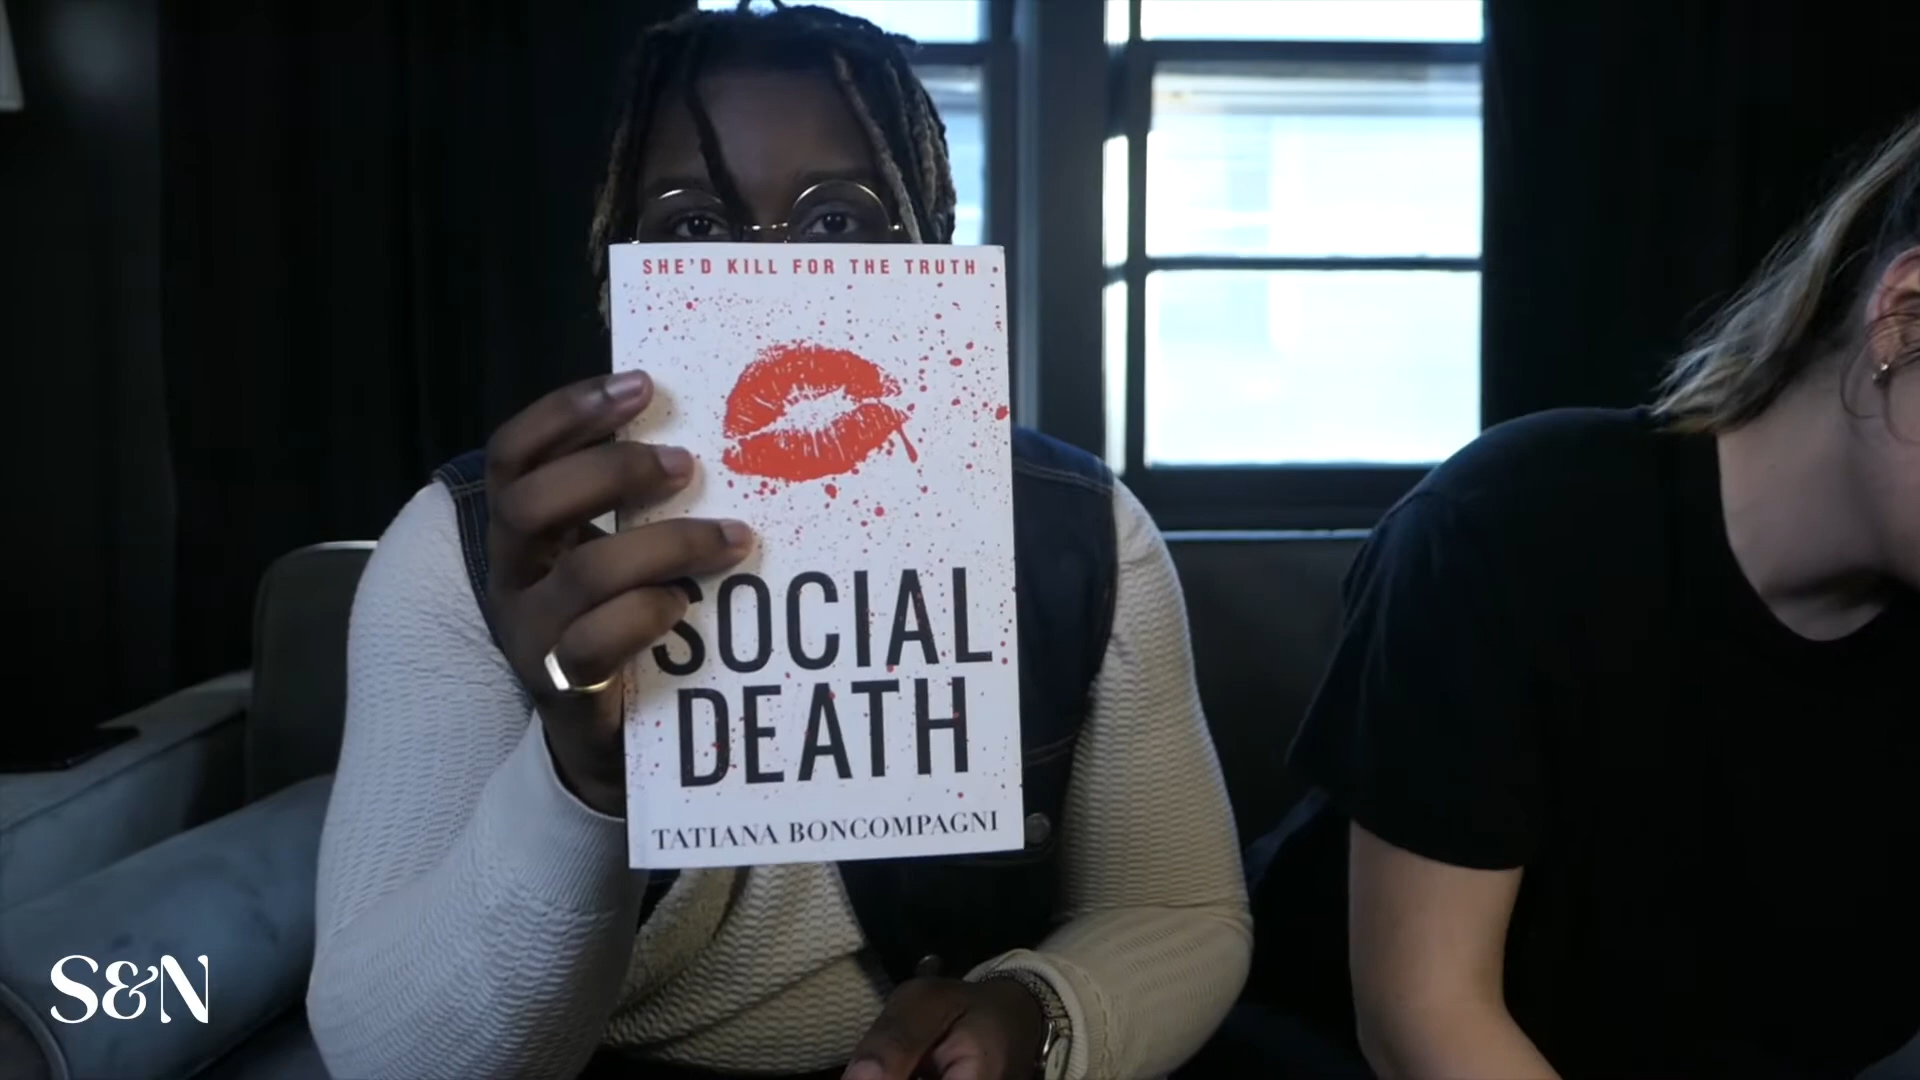 SHE'D KILL FOR THE TRUTH
SOCIAL
DEATH
TATIANA BONCOMPAGNI
S&N